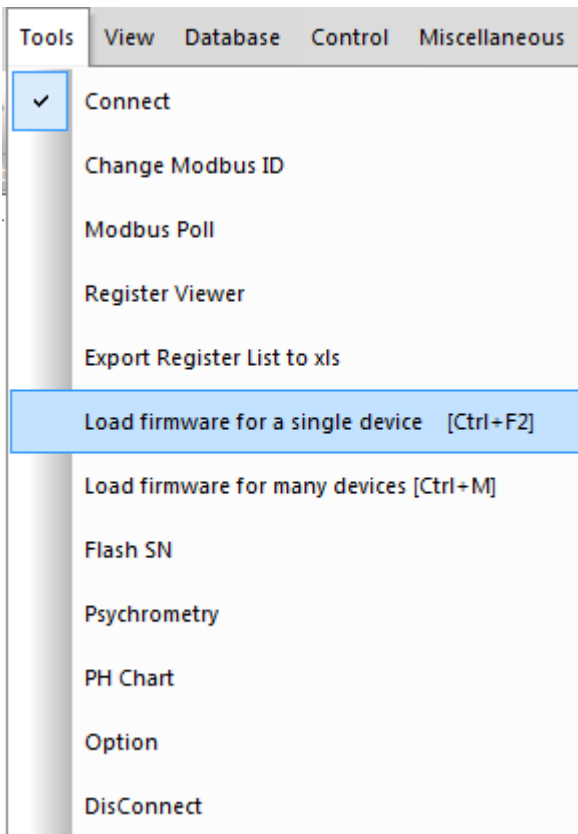 Tools View Database Control Miscellaneous
Connect
Change Modbus ID
Modbus Poll
Register Viewer
Export Register List to xls
Load firmware for a single device [Ctrl+F2]
Load firmware for many devices [Ctrl+M]
Flash SN
Psychrometry
PH Chart
Option
DisConnect